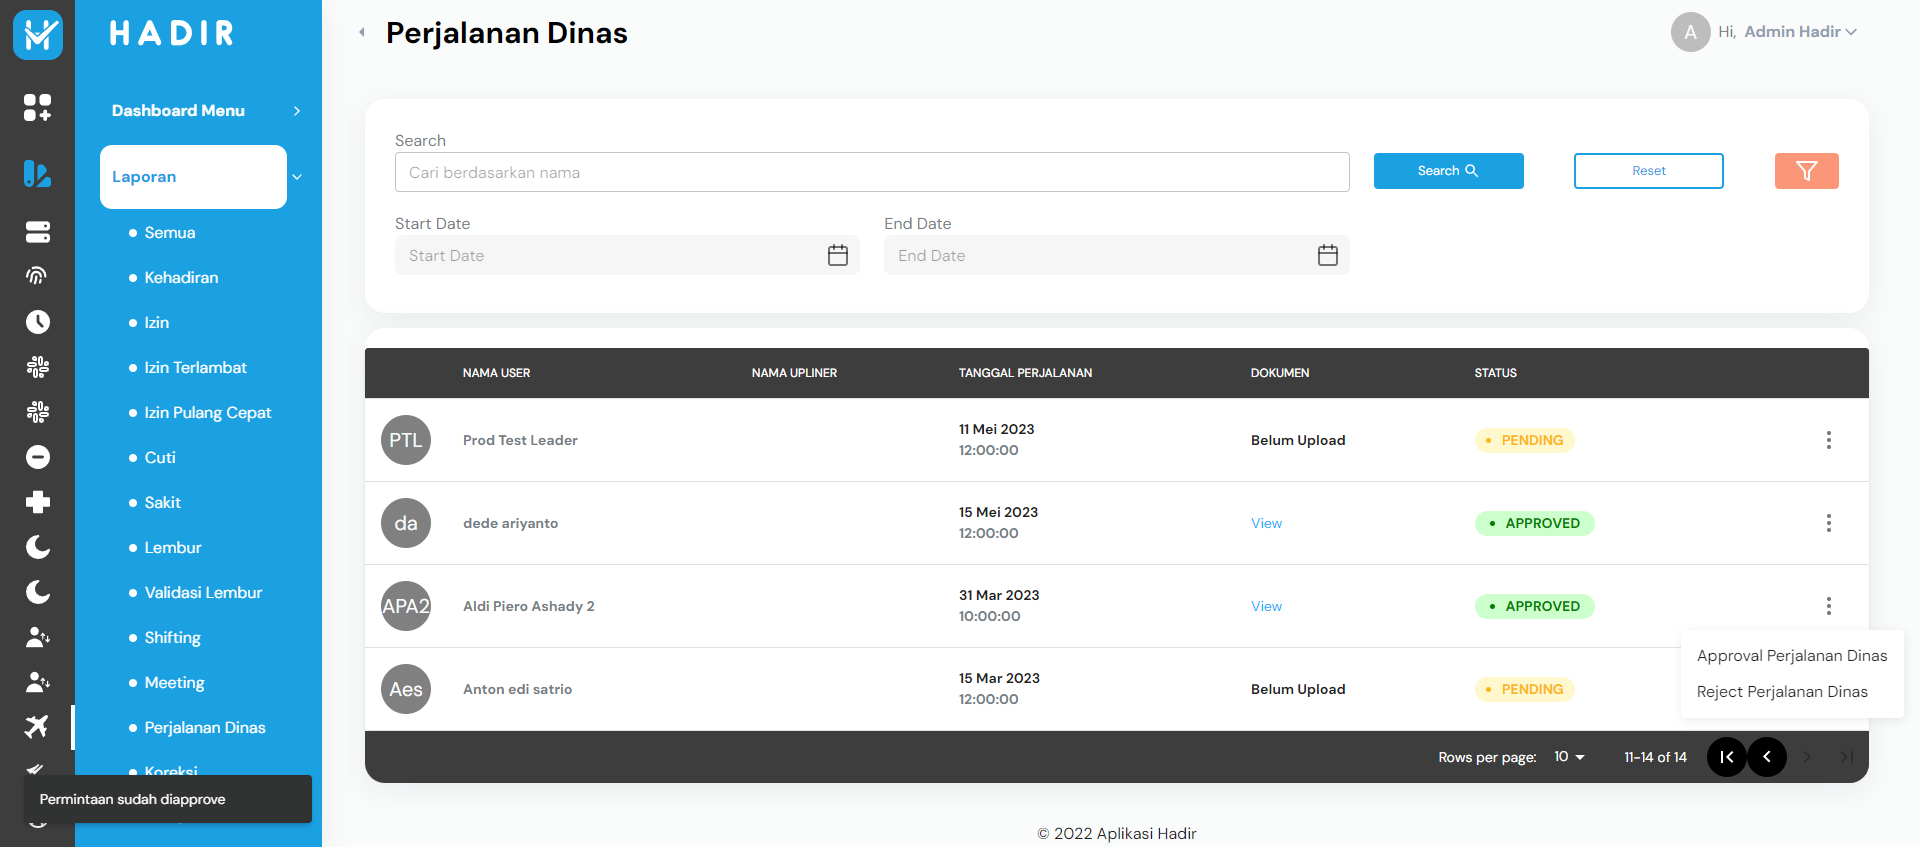 HADIR
Dashboard Menu
Laporan
Semua
Kehadiran
Izin
Izin Terlambat
Izin Pulang Cepat
Cuti
Sakit
Lembur
Validasi Lembur
Shifting
Meeting
Perjalanan Dinas
Koreksi
Permintaan sudah diapprove
Perjalanan Dinas
A Hi, Admin Hadir
Search
Cari berdasarkan nama
Search
Reset
Start Date End Date
Start Date End Date
NAMA USER NAMA UPLINER TANGGAL PERJALANAN DOKUMEN STATUS
PTL Prod Test Leader 11 Mei 2023 Belum Upload PENDING
12:00:00
da dede ariyanto 15 Mei 2023 View APPROVED
12:00:00
APA2 Aldi Piero Ashady 2 31 Mar 2023 View APPROVED
10:00:00
Approval Perjalanan Dinas
Reject Perjalanan Dinas
Aes Anton edi satrio 15 Mar 2023 Belum Upload PENDING
12:00:00
Rows per page: 10 11-14 of 14
© 2022 Aplikasi Hadir